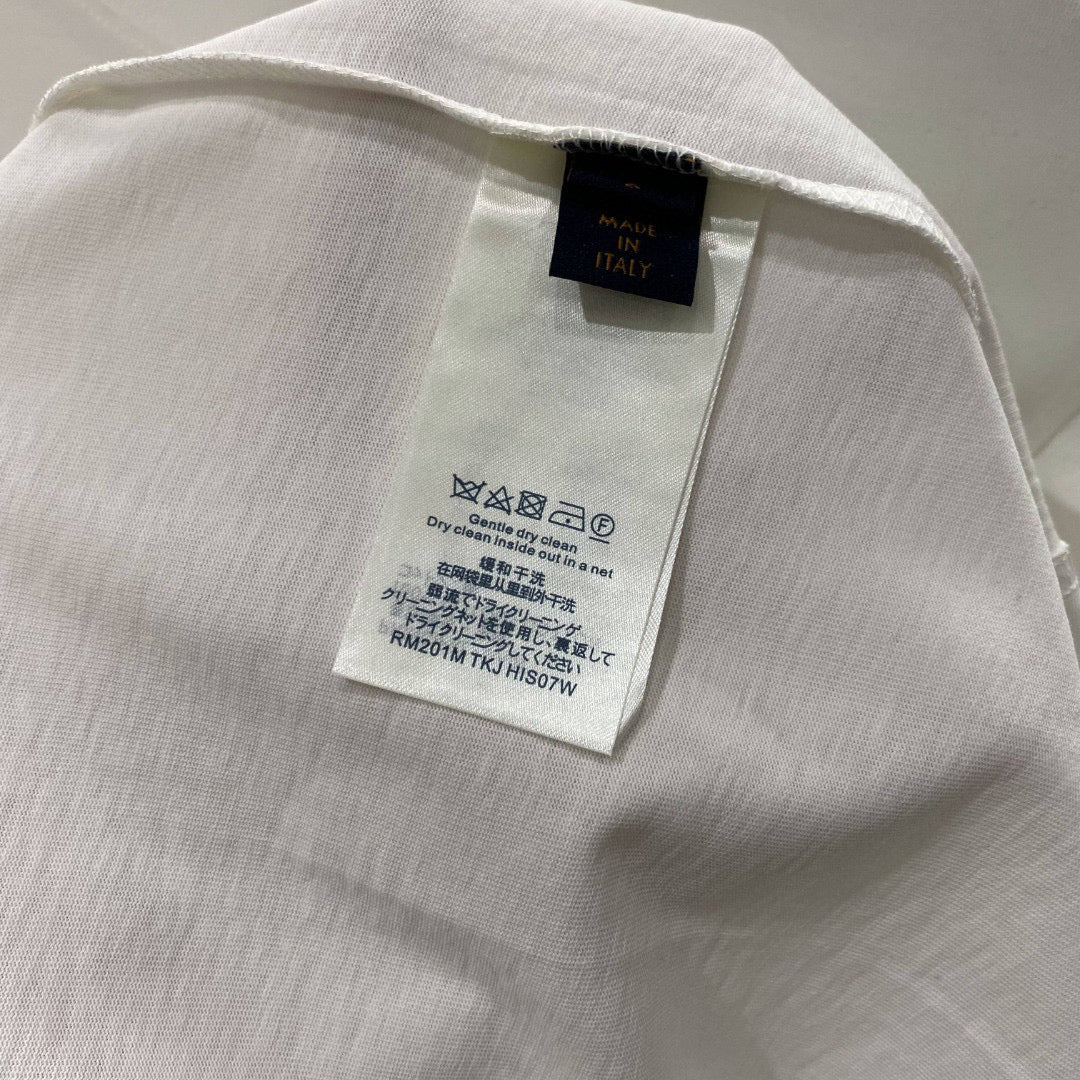 MADE
IN
ITALY
F
Gentle dry clean
Dry clean inside out in a net
缓和干洗
在网袋里从里到外干洗
弱流でドライクリーニング
クリーニングネットを使用し、裏返して
ドライクリーニングしてください
RM201M TKJ HIS07W